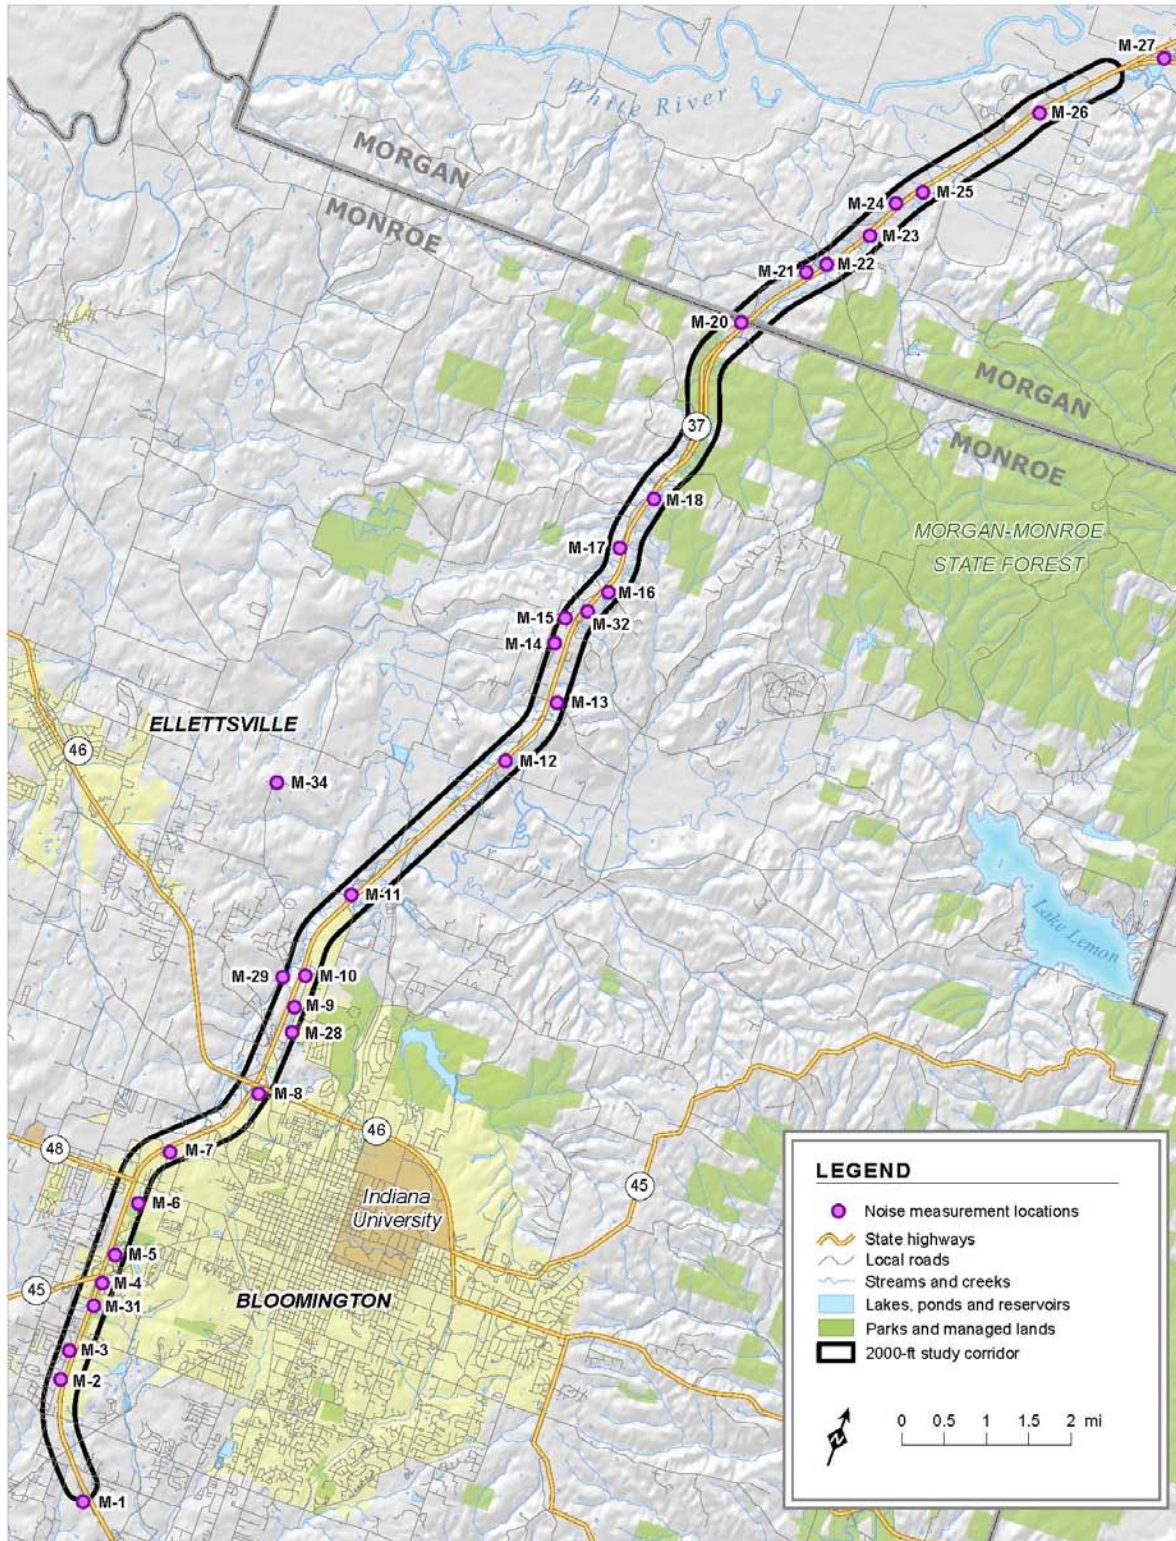 M-27
White River
M-26
MORGAN
MONROE
M-25
M-24
M-23
M-22
M-21
M-20
MORGAN
MONROE
37
M-18
MORGAN-MONROE
STATE FOREST
M-17
M-16
M-15
M-32
M-14
M-13
ELLETTSVILLE
46
M-12
M-34
M-11
Lake Lemon
M-29
M-10
M-9
M-28
M-8
46
48
M-7
45
Indiana
University
M-6
M-5
M-4
45
M-31
BLOOMINGTON
M-3
M-2
M-1
LEGEND
Noise measurement locations
State highways
Local roads
Streams and creeks
Lakes, ponds and reservoirs
Parks and managed lands
2000-ft study corridor
N
0 0.5 1 1.5 2 mi